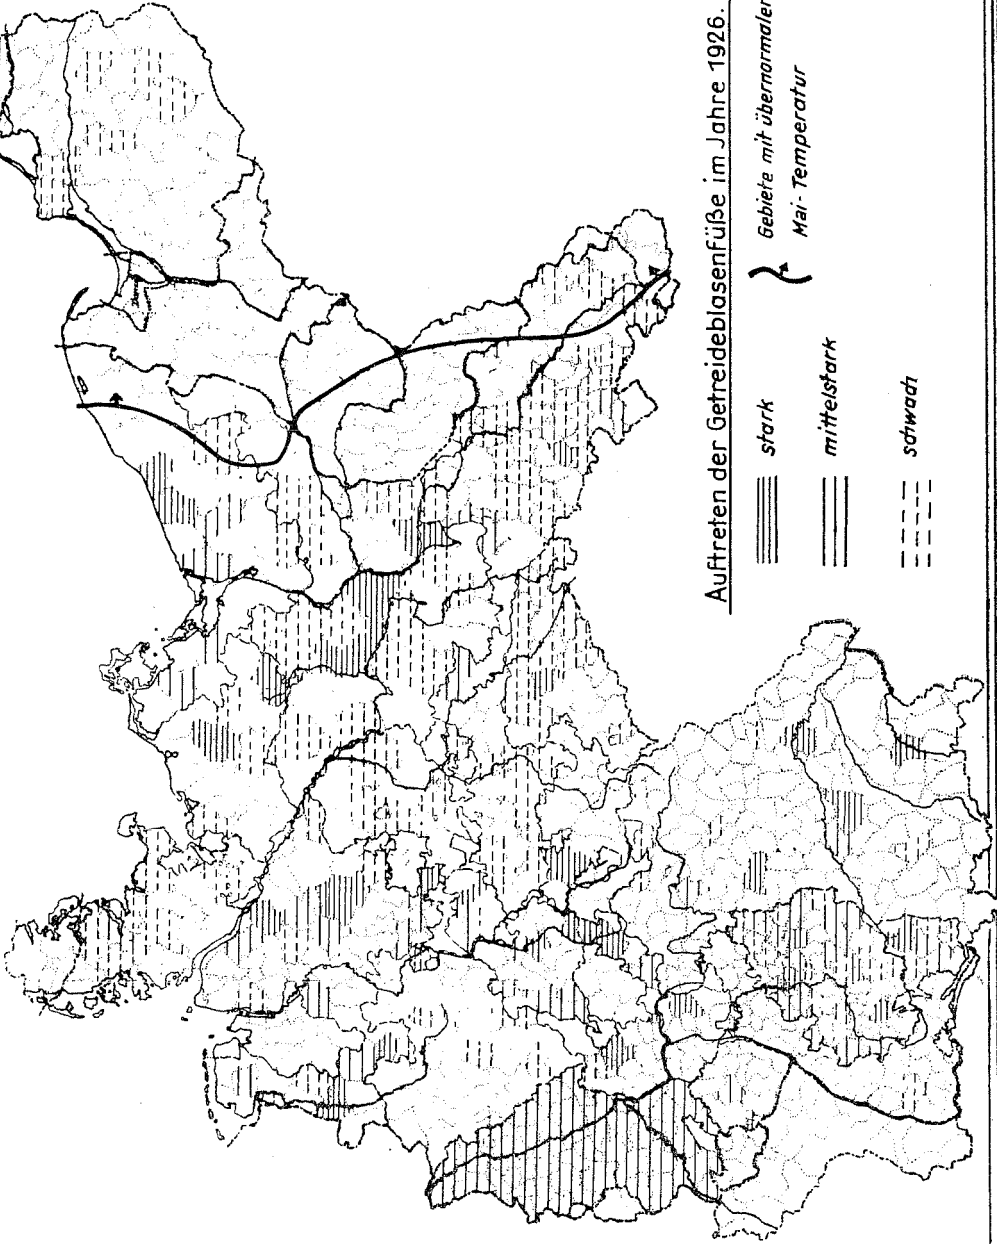 Auftreten der Getreideblasenfüße im Jahre 1926.
stark
mittelstark
schwach
Gebiete mit übernormaler
Mai-Temperatur